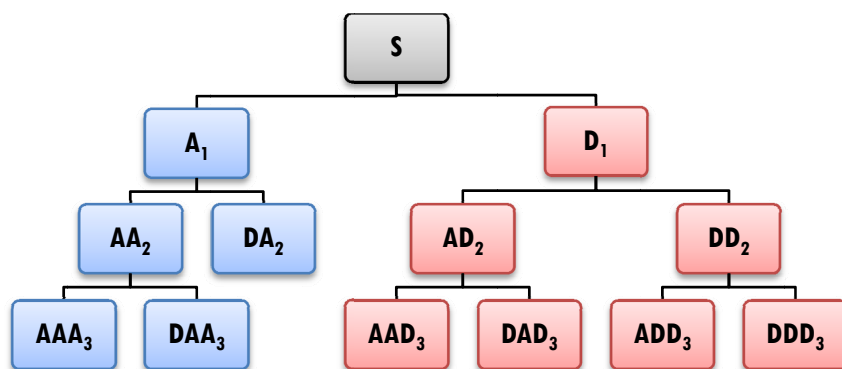 S
A₁ D₁
AA₂ DA₂ AD₂ DD₂
AAA₃ DAA₃ AAD₃ DAD₃ ADD₃ DDD₃